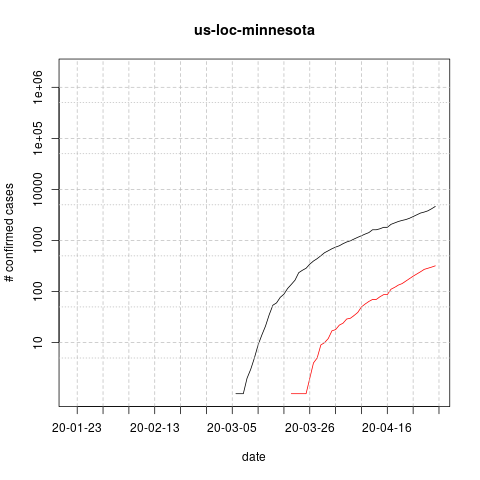 us-loc-minnesota
# confirmed cases
1e+06
1e+05
10000
1000
100
10
20-01-23 20-02-13 20-03-05 20-03-26 20-04-16
date